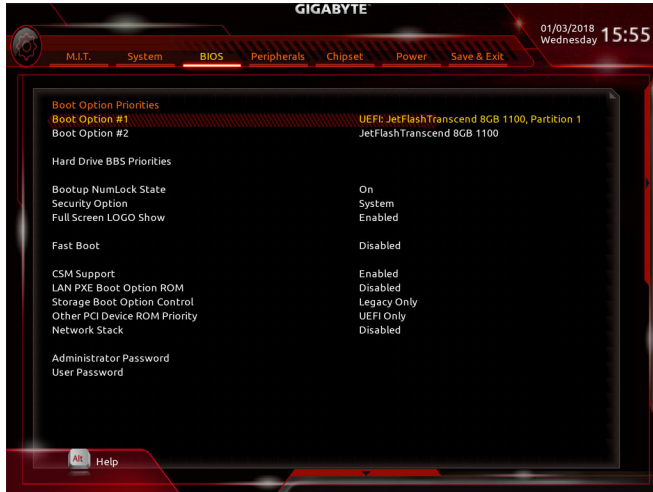 GIGABYTE
01/03/2018
Wednesday 15:55
M.I.T. System BIOS Peripherals Chipset Power Save & Exit
Boot Option Priorities
Boot Option #1 UEFI: JetFlashTranscend 8GB 1100, Partition 1
Boot Option #2 JetFlashTranscend 8GB 1100
Hard Drive BBS Priorities
Bootup NumLock State On
Security Option System
Full Screen LOGO Show Enabled
Fast Boot Disabled
CSM Support Enabled
LAN PXE Boot Option ROM Disabled
Storage Boot Option Control Legacy Only
Other PCI Device ROM Priority UEFI Only
Network Stack Disabled
Administrator Password
User Password
Alt Help